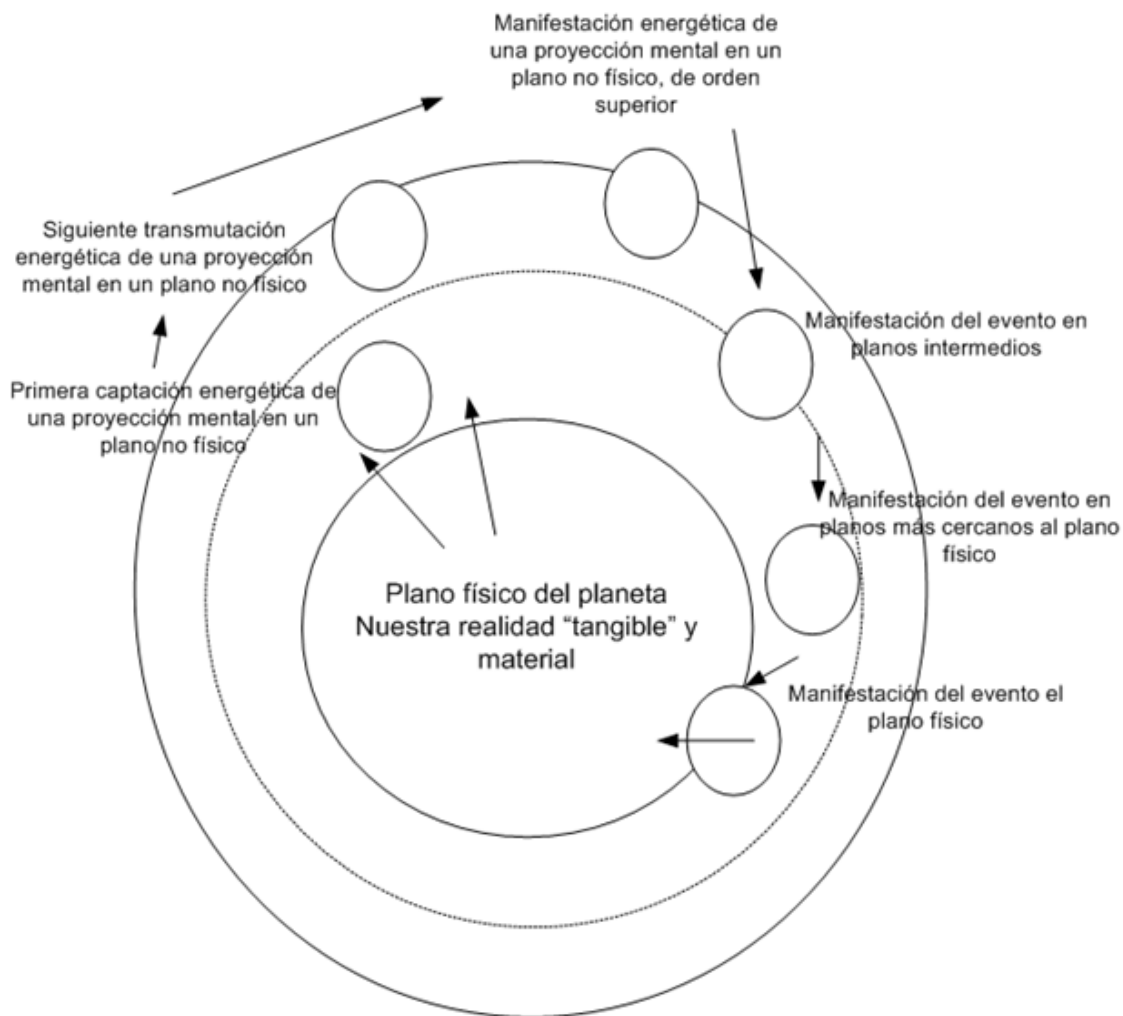 Manifestación energética de
una proyección mental en un
plano no físico, de orden
superior
Siguiente transmutación
energética de una proyección
mental en un plano no físico
Primera captación energética de
una proyección mental en un
plano no físico
Manifestación del evento en
planos intermedios
Manifestación del evento en
planos más cercanos al plano
físico
Manifestación del evento el
plano físico
Plano físico del planeta
Nuestra realidad “tangible” y
material